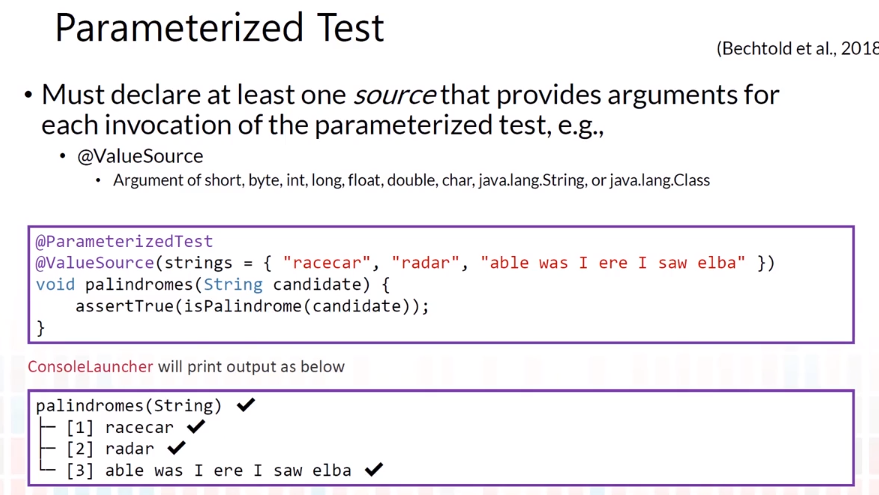 Parameterized Test
(Bechtold et al., 2018
• Must declare at least one source that provides arguments for
each invocation of the parameterized test, e.g.,
• @ValueSource
• Argument of short, byte, int, long, float, double, char, java.lang.String, or java.lang.Class
@ParameterizedTest
@ValueSource(strings = { "racecar", "radar", "able was I ere I saw elba" })
void palindromes(String candidate) {
    assertTrue(isPalindrome(candidate));
}
ConsoleLauncher will print output as below
palindromes(String) ✔
├─ [1] racecar ✔
├─ [2] radar ✔
└─ [3] able was I ere I saw elba ✔